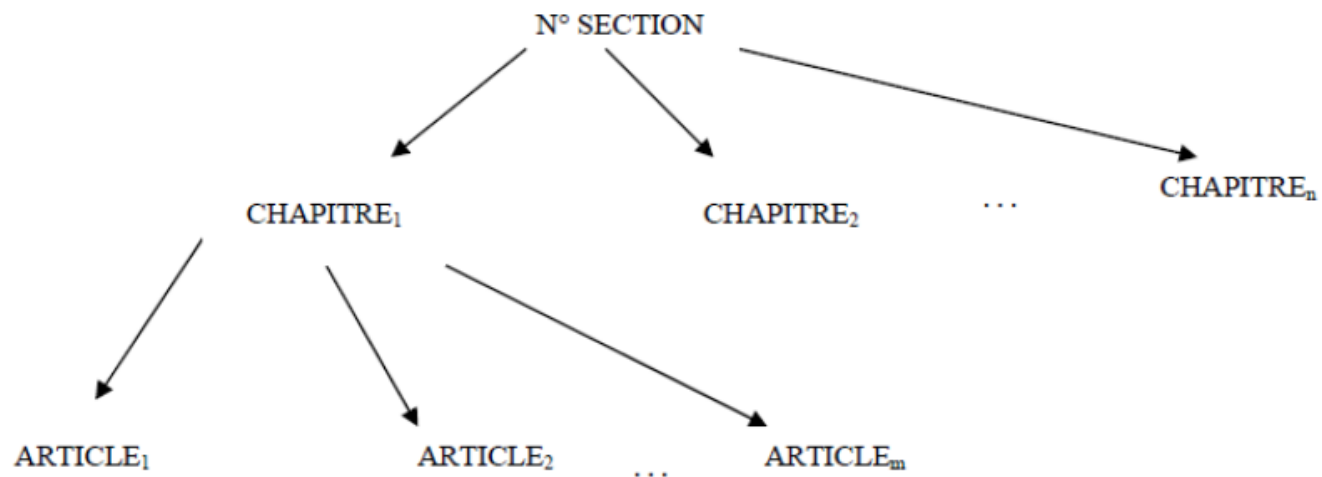 N° SECTION
CHAPITRE₁ CHAPITRE₂ ... CHAPITREₙ
ARTICLE₁ ARTICLE₂ ... ARTICLEₘ